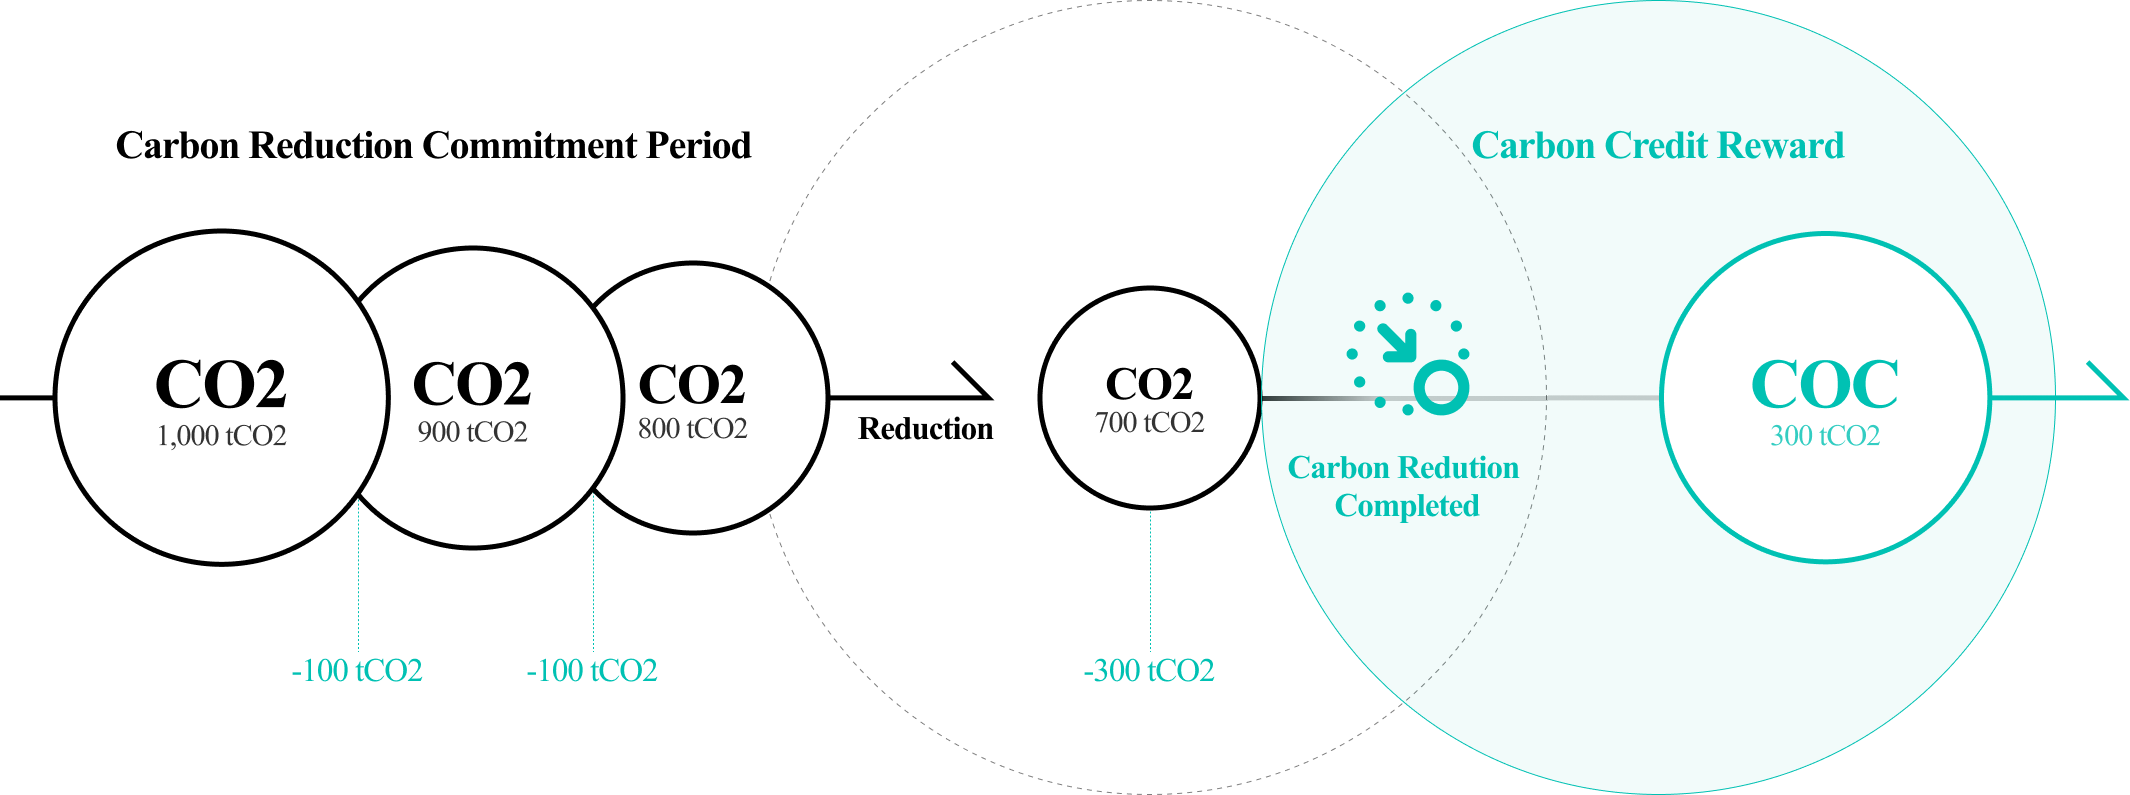 Carbon Reduction Commitment Period
Carbon Credit Reward
CO2
1,000 tCO2
CO2
900 tCO2
CO2
800 tCO2
Reduction
CO2
700 tCO2
Carbon Redution
Completed
COC
300 tCO2
-100 tCO2
-100 tCO2
-300 tCO2